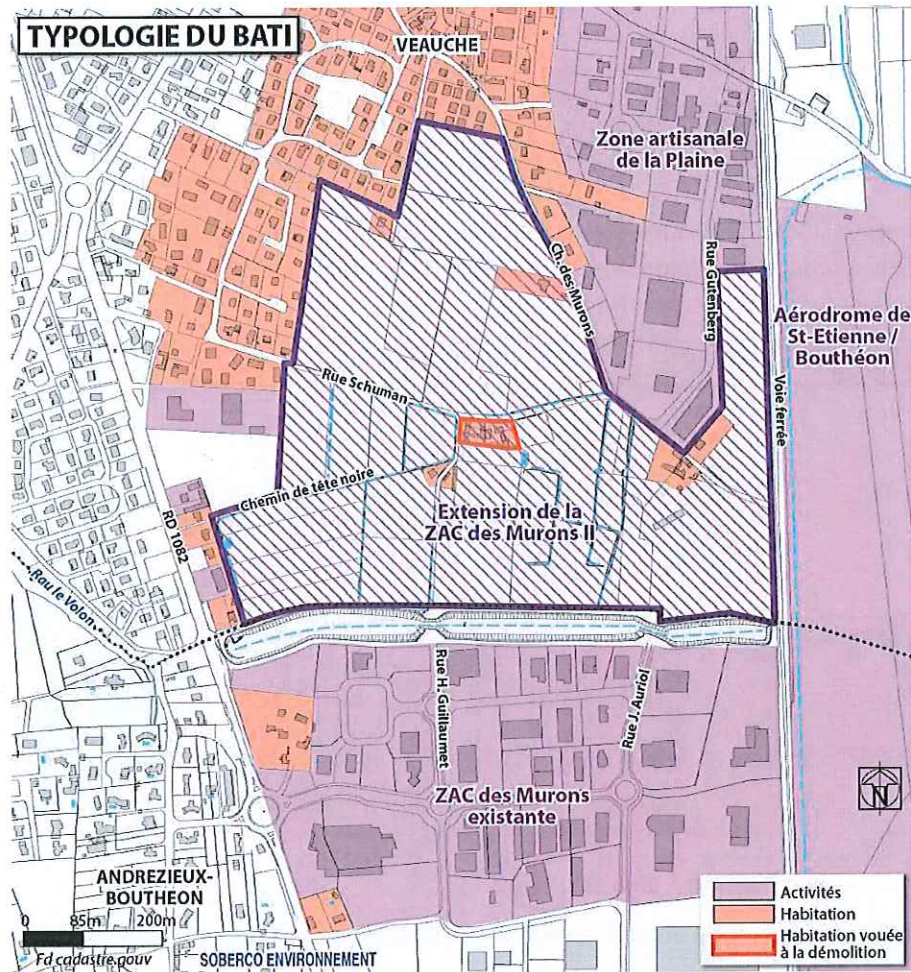 TYPOLOGIE DU BATI
VEAUCHE
Zone artisanale
de la Plaine
Rue Gutenberg
Ch. des Murons
Aérodrome de
St-Etienne/
Bouthéon
Voie ferrée
Rue Schuman
Chemin de tête noire
Extension de la
ZAC des Murons II
RD 1082
Rau le Volon
Rue H. Guillaumet
Rue J. Auriol
ZAC des Murons
existante
N
ANDREZIEUX-
BOUTHEON
0 85m 200m
Fd cadastre.gouv
SOBERCO ENVIRONNEMENT
Activités
Habitation
Habitation vouée
à la démolition